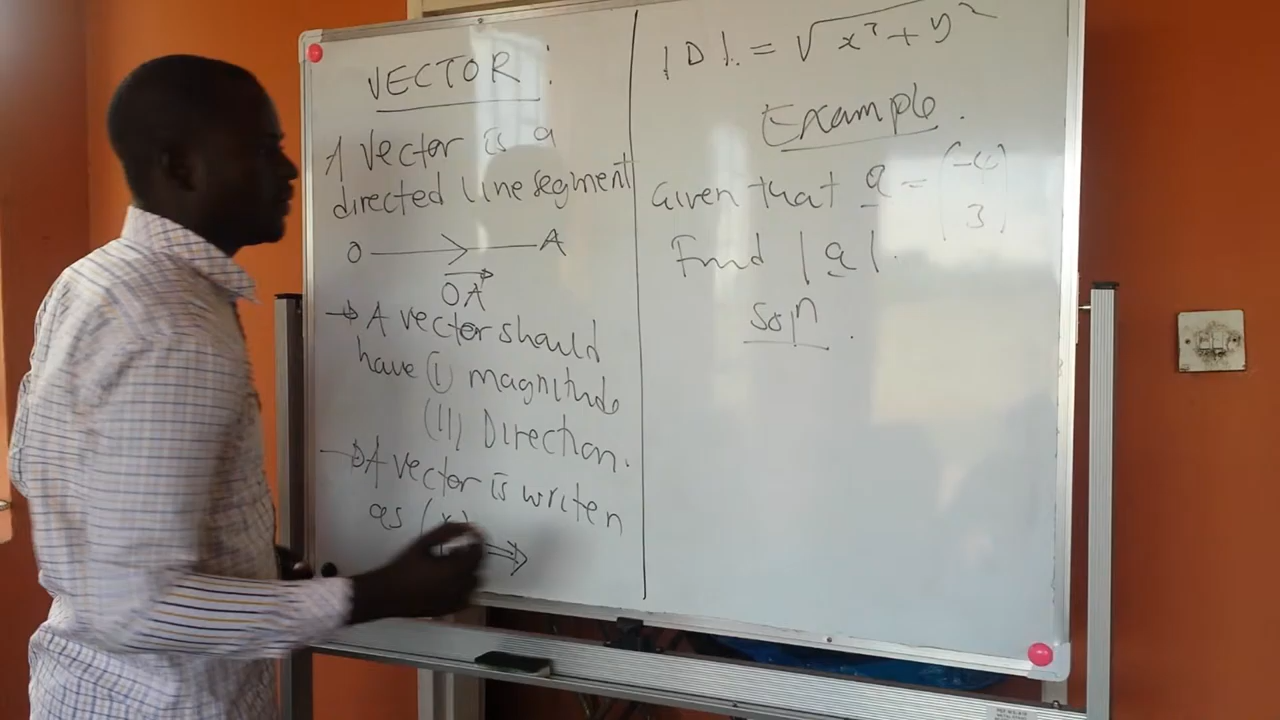 VECTOR :
A Vector is a
directed line segment
O A
OA
A vector should
have (I) magnitude
(II) Direction.
A vector is writen
as (x
|D|. = √x²+y²
Example.
Given that a = (-4
3)
Find |a|.
Soln.